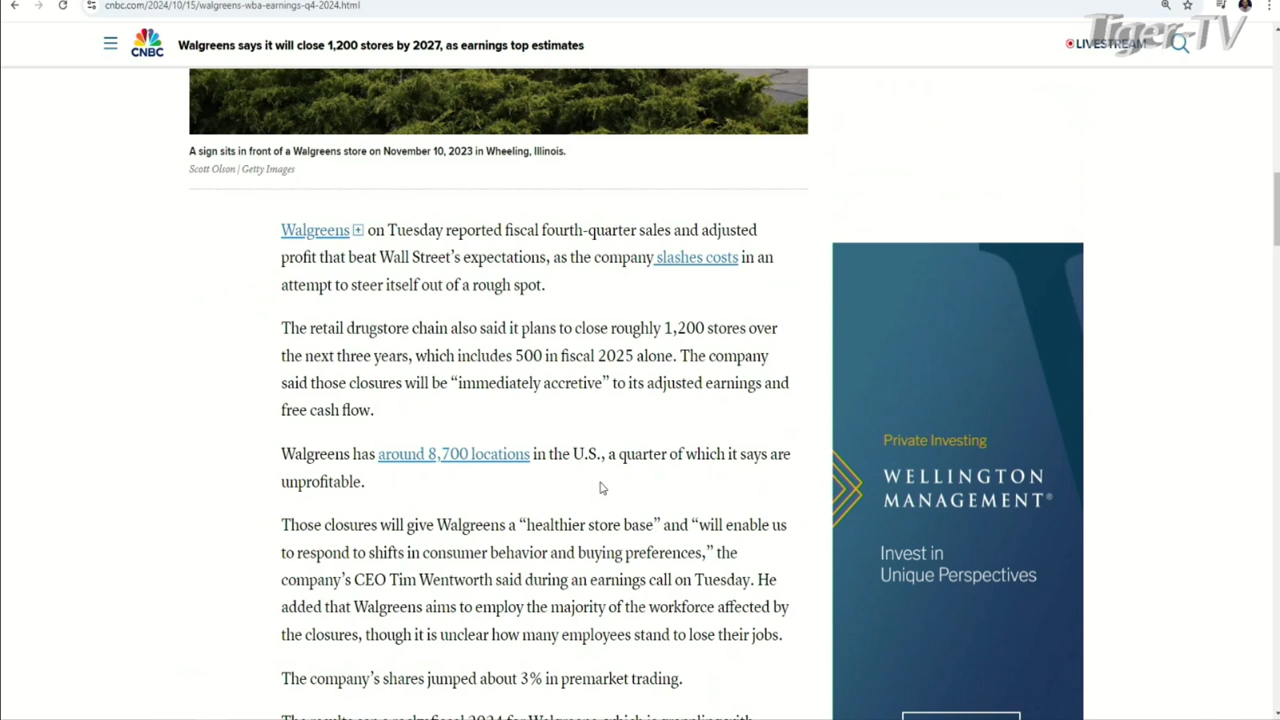 cnbc.com/2024/10/15/walgreens-wba-earnings-q4-2024.html
Tiger-TV
CNBC
Walgreens says it will close 1,200 stores by 2027, as earnings top estimates
LIVESTREAM
A sign sits in front of a Walgreens store on November 10, 2023 in Wheeling, Illinois.
Scott Olson | Getty Images
Walgreens on Tuesday reported fiscal fourth-quarter sales and adjusted
profit that beat Wall Street’s expectations, as the company slashes costs in an
attempt to steer itself out of a rough spot.
The retail drugstore chain also said it plans to close roughly 1,200 stores over
the next three years, which includes 500 in fiscal 2025 alone. The company
said those closures will be “immediately accretive” to its adjusted earnings and
free cash flow.
Walgreens has around 8,700 locations in the U.S., a quarter of which it says are
unprofitable.
Those closures will give Walgreens a “healthier store base” and “will enable us
to respond to shifts in consumer behavior and buying preferences,” the
company’s CEO Tim Wentworth said during an earnings call on Tuesday. He
added that Walgreens aims to employ the majority of the workforce affected by
the closures, though it is unclear how many employees stand to lose their jobs.
The company’s shares jumped about 3% in premarket trading.
Private Investing
WELLINGTON
MANAGEMENT®
Invest in
Unique Perspectives